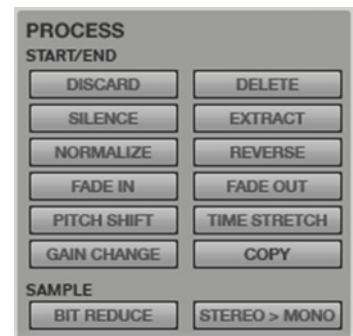 PROCESS
START/END
DISCARD DELETE
SILENCE EXTRACT
NORMALIZE REVERSE
FADE IN FADE OUT
PITCH SHIFT TIME STRETCH
GAIN CHANGE COPY
SAMPLE
BIT REDUCE STEREO > MONO